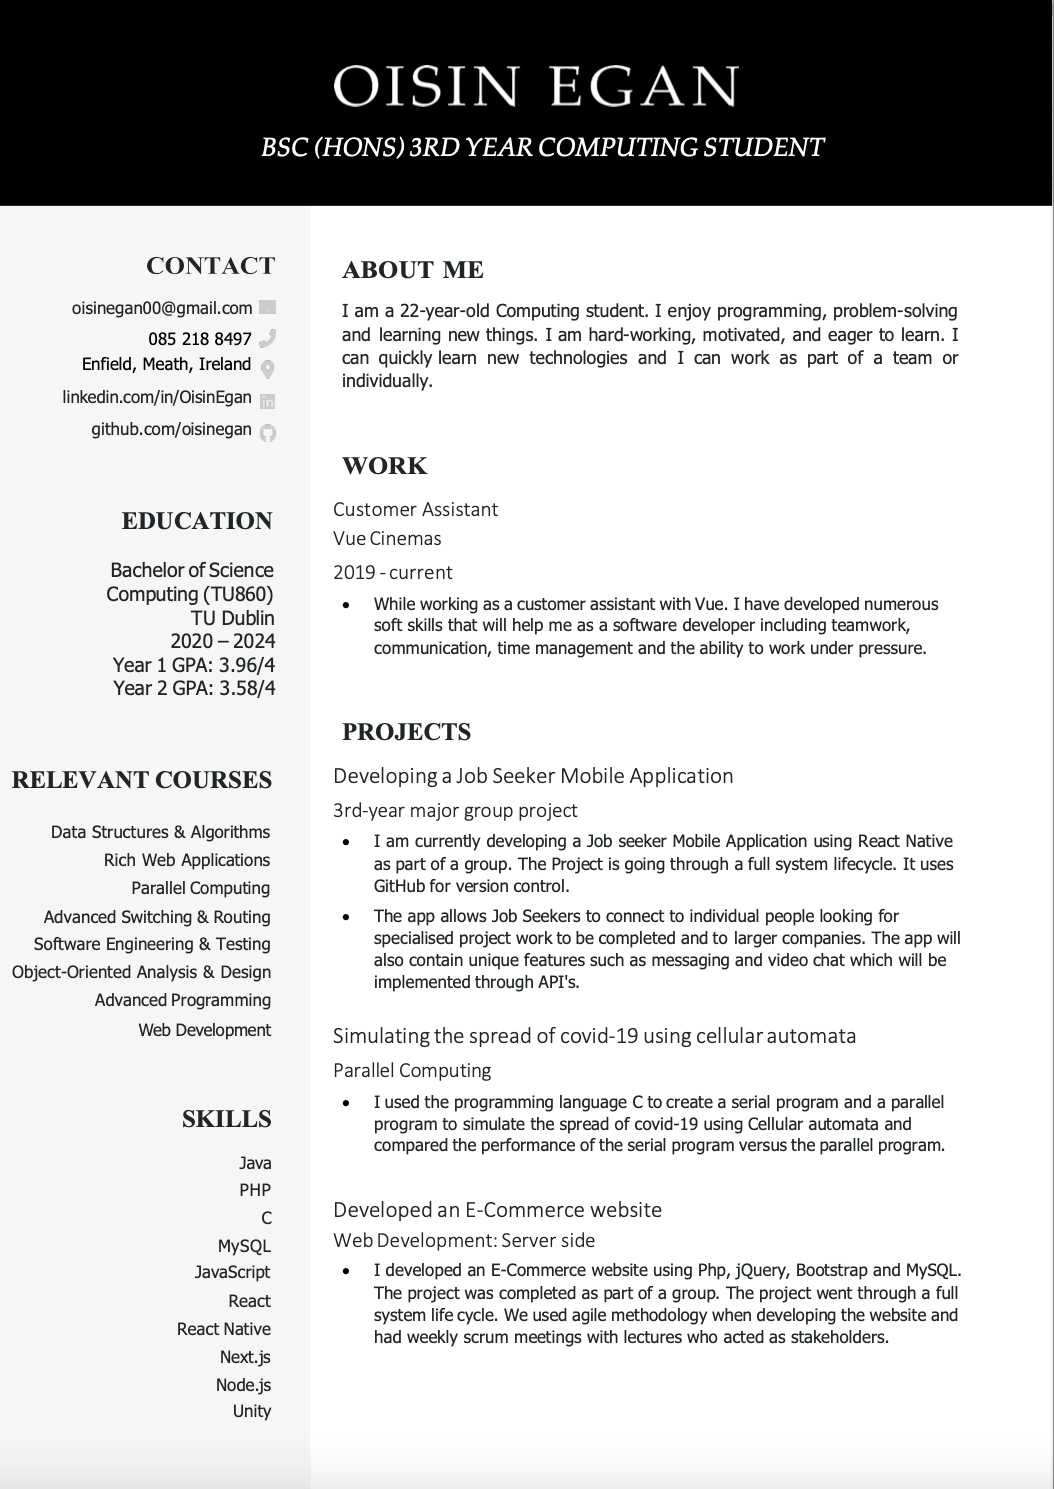 OISIN EGAN
BSC (HONS) 3RD YEAR COMPUTING STUDENT
CONTACT
oisinegan00@gmail.com
085 218 8497
Enfield, Meath, Ireland
linkedin.com/in/OisinEgan
github.com/oisinegan
EDUCATION
Bachelor of Science
Computing (TU860)
TU Dublin
2020 – 2024
Year 1 GPA: 3.96/4
Year 2 GPA: 3.58/4
RELEVANT COURSES
Data Structures & Algorithms
Rich Web Applications
Parallel Computing
Advanced Switching & Routing
Software Engineering & Testing
Object-Oriented Analysis & Design
Advanced Programming
Web Development
SKILLS
Java
PHP
C
MySQL
JavaScript
React
React Native
Next.js
Node.js
Unity
ABOUT ME
I am a 22-year-old Computing student. I enjoy programming, problem-solving
and learning new things. I am hard-working, motivated, and eager to learn. I
can quickly learn new technologies and I can work as part of a team or
individually.
WORK
Customer Assistant
Vue Cinemas
2019 - current
• While working as a customer assistant with Vue. I have developed numerous
soft skills that will help me as a software developer including teamwork,
communication, time management and the ability to work under pressure.
PROJECTS
Developing a Job Seeker Mobile Application
3rd-year major group project
• I am currently developing a Job seeker Mobile Application using React Native
as part of a group. The Project is going through a full system lifecycle. It uses
GitHub for version control.
• The app allows Job Seekers to connect to individual people looking for
specialised project work to be completed and to larger companies. The app will
also contain unique features such as messaging and video chat which will be
implemented through API's.
Simulating the spread of covid-19 using cellular automata
Parallel Computing
• I used the programming language C to create a serial program and a parallel
program to simulate the spread of covid-19 using Cellular automata and
compared the performance of the serial program versus the parallel program.
Developed an E-Commerce website
Web Development: Server side
• I developed an E-Commerce website using Php, jQuery, Bootstrap and MySQL.
The project was completed as part of a group. The project went through a full
system life cycle. We used agile methodology when developing the website and
had weekly scrum meetings with lectures who acted as stakeholders.